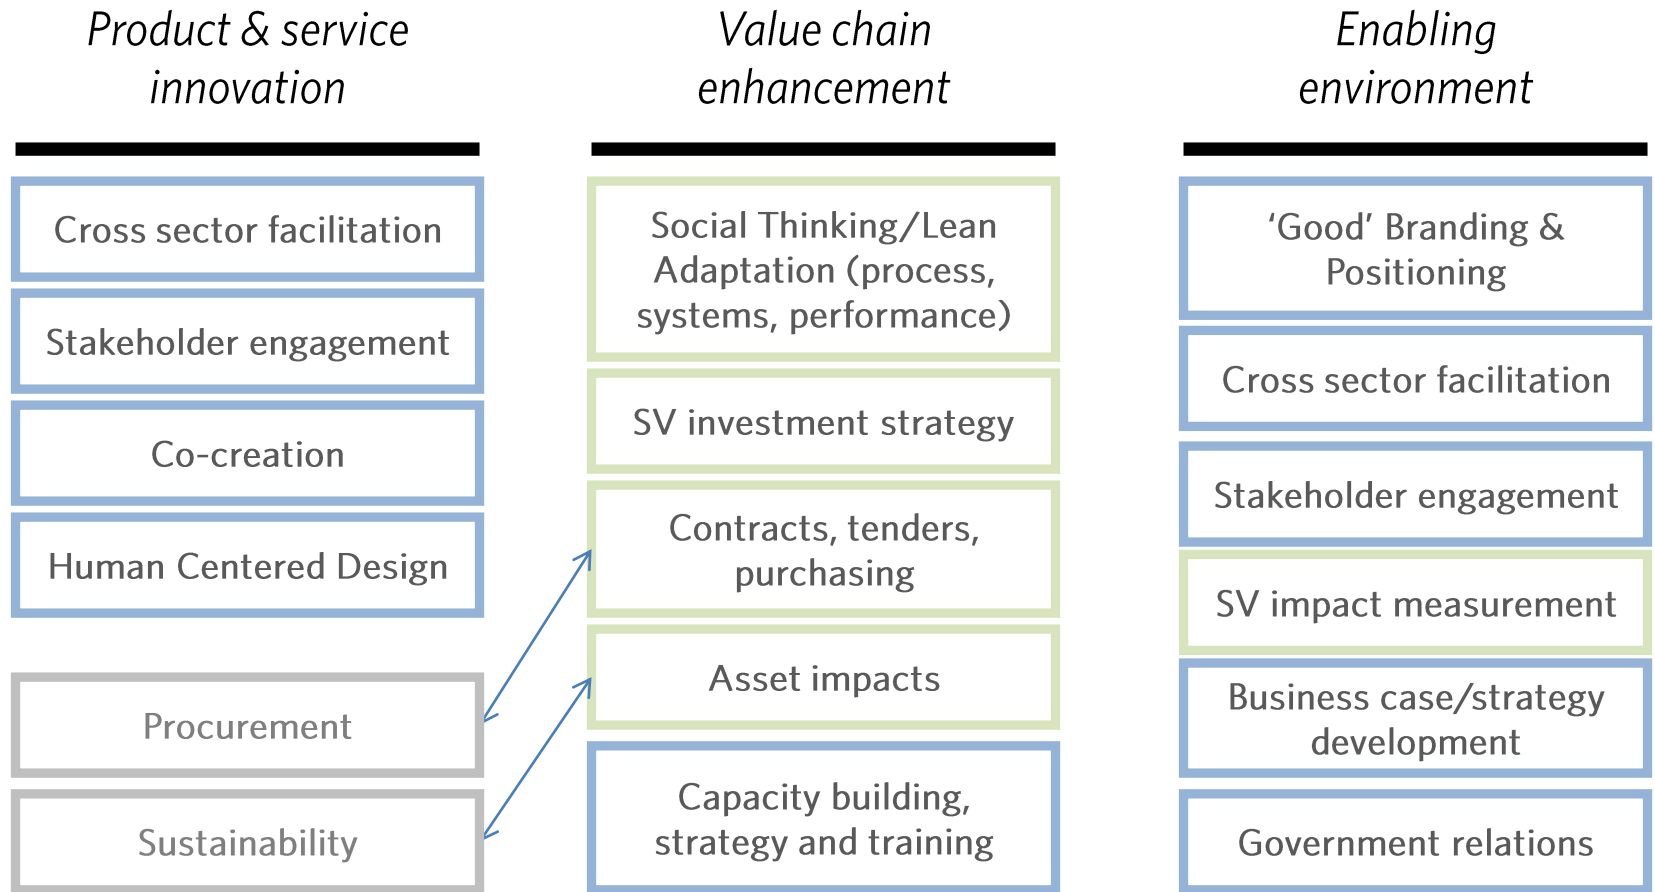 Product & service
innovation
Cross sector facilitation
Stakeholder engagement
Co-creation
Human Centered Design
Procurement
Sustainability
Value chain
enhancement
Social Thinking/Lean
Adaptation (process,
systems, performance)
SV investment strategy
Contracts, tenders,
purchasing
Asset impacts
Capacity building,
strategy and training
Enabling
environment
‘Good’ Branding &
Positioning
Cross sector facilitation
Stakeholder engagement
SV impact measurement
Business case/strategy
development
Government relations